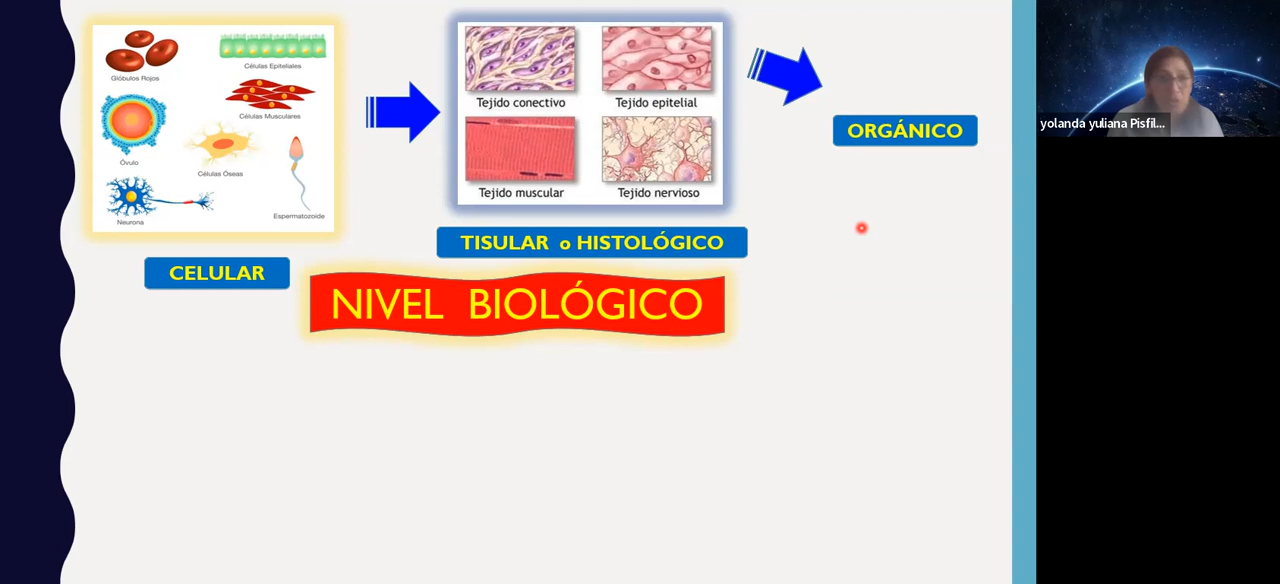 Glóbulos Rojos
Células Epiteliales
Células Musculares
Óvulo
Células Óseas
Neurona
Espermatozoide
CELULAR
Tejido conectivo
Tejido epitelial
Tejido muscular
Tejido nervioso
TISULAR o HISTOLÓGICO
ORGÁNICO
NIVEL BIOLÓGICO
yolanda yuliana Pisfil...